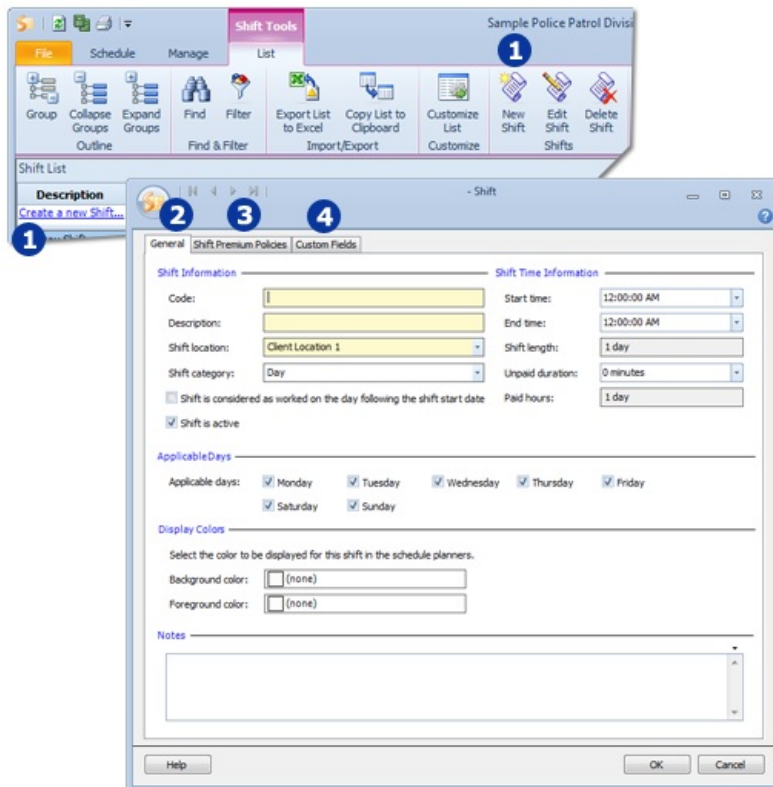 Shift Tools
Sample Police Patrol Divisi
File Schedule Manage List
1
Group Collapse Groups Expand Groups Find Filter Export List to Excel Copy List to Clipboard Customize List New Shift Edit Shift Delete Shift
Outline Find & Filter Import/Export Customize Shifts
Shift List
Description
Create a new Shift...
1
- Shift
2 3 4
General Shift Premium Policies Custom Fields
Shift Information Shift Time Information
Code: Start time: 12:00:00 AM
Description: End time: 12:00:00 AM
Shift location: Client Location 1 Shift length: 1 day
Shift category: Day Unpaid duration: 0 minutes
Shift is considered as worked on the day following the shift start date Paid hours: 1 day
Shift is active
ApplicableDays
Applicable days: Monday Tuesday Wednesday Thursday Friday
Saturday Sunday
Display Colors
Select the color to be displayed for this shift in the schedule planners.
Background color: (none)
Foreground color: (none)
Notes
Help OK Cancel